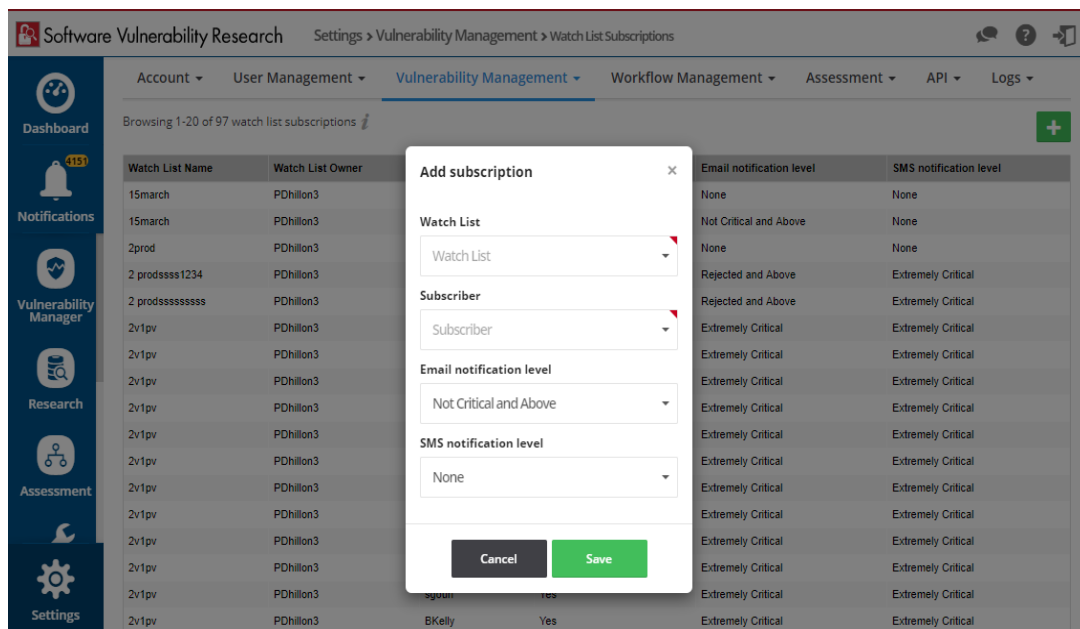 Software Vulnerability Research Settings > Vulnerability Management > Watch List Subscriptions
Account User Management Vulnerability Management Workflow Management Assessment API Logs
Dashboard
Browsing 1-20 of 97 watch list subscriptions i
4151
Notifications
Vulnerability
Manager
Research
Assessment
Settings
Watch List Name Watch List Owner Email notification level SMS notification level
15march PDhillon3 None None
15march PDhillon3 Not Critical and Above None
2prod PDhillon3 None None
2 prodssss1234 PDhillon3 Rejected and Above Extremely Critical
2 prodsssssssss PDhillon3 Rejected and Above Extremely Critical
2v1pv PDhillon3 Extremely Critical Extremely Critical
2v1pv PDhillon3 Extremely Critical Extremely Critical
2v1pv PDhillon3 Extremely Critical Extremely Critical
2v1pv PDhillon3 Extremely Critical Extremely Critical
2v1pv PDhillon3 Extremely Critical Extremely Critical
2v1pv PDhillon3 Extremely Critical Extremely Critical
2v1pv PDhillon3 Extremely Critical Extremely Critical
2v1pv PDhillon3 Extremely Critical Extremely Critical
2v1pv PDhillon3 Extremely Critical Extremely Critical
2v1pv PDhillon3 Extremely Critical Extremely Critical
2v1pv PDhillon3 Yes Extremely Critical Extremely Critical
2v1pv PDhillon3 BKelly Yes Extremely Critical Extremely Critical
Add subscription ×
Watch List
Watch List
Subscriber
Subscriber
Email notification level
Not Critical and Above
SMS notification level
None
Cancel Save